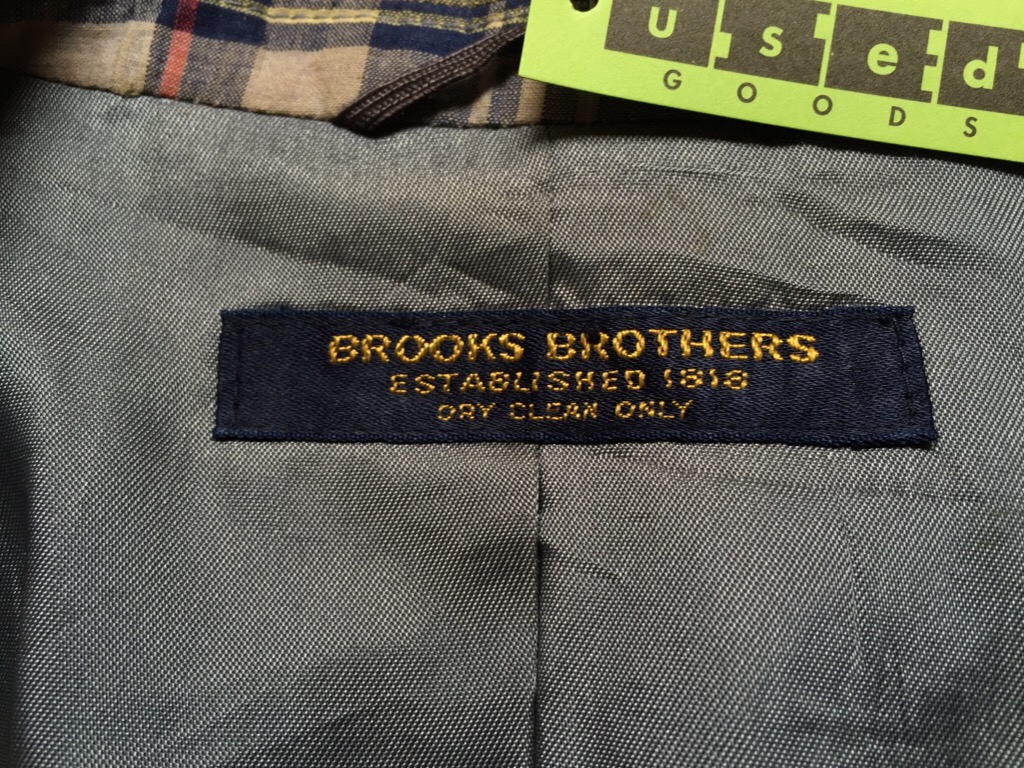 used
GOODS
BROOKS BROTHERS
ESTABLISHED 1818
DRY CLEAN ONLY